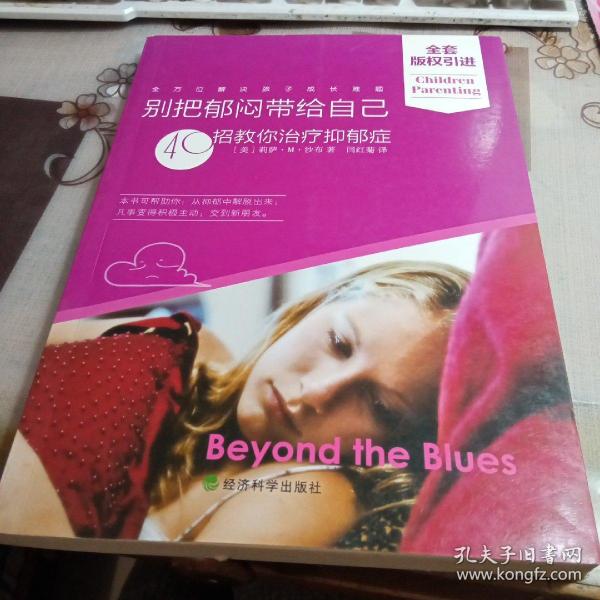 全套
版权引进
Children
Parenting
全方位解决孩子成长难题
别把郁闷带给自己
40招教你治疗抑郁症
[美]莉萨·M·沙布 著 闫红菊 译
本书可帮助你：从抑郁中解脱出来；
凡事变得积极主动；交到新朋友。
Beyond the Blues
经济科学出版社
孔夫子旧书网
www.kongfz.com